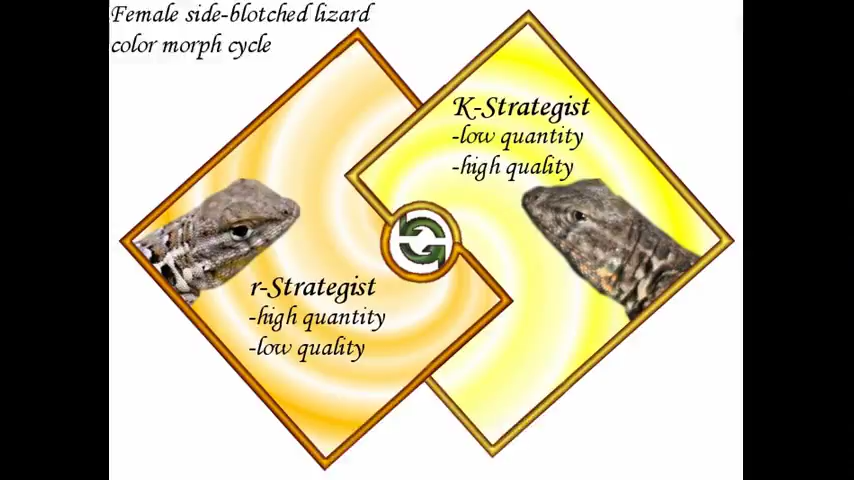 Female side-blotched lizard
color morph cycle
K-Strategist
-low quantity
-high quality
r-Strategist
-high quantity
-low quality